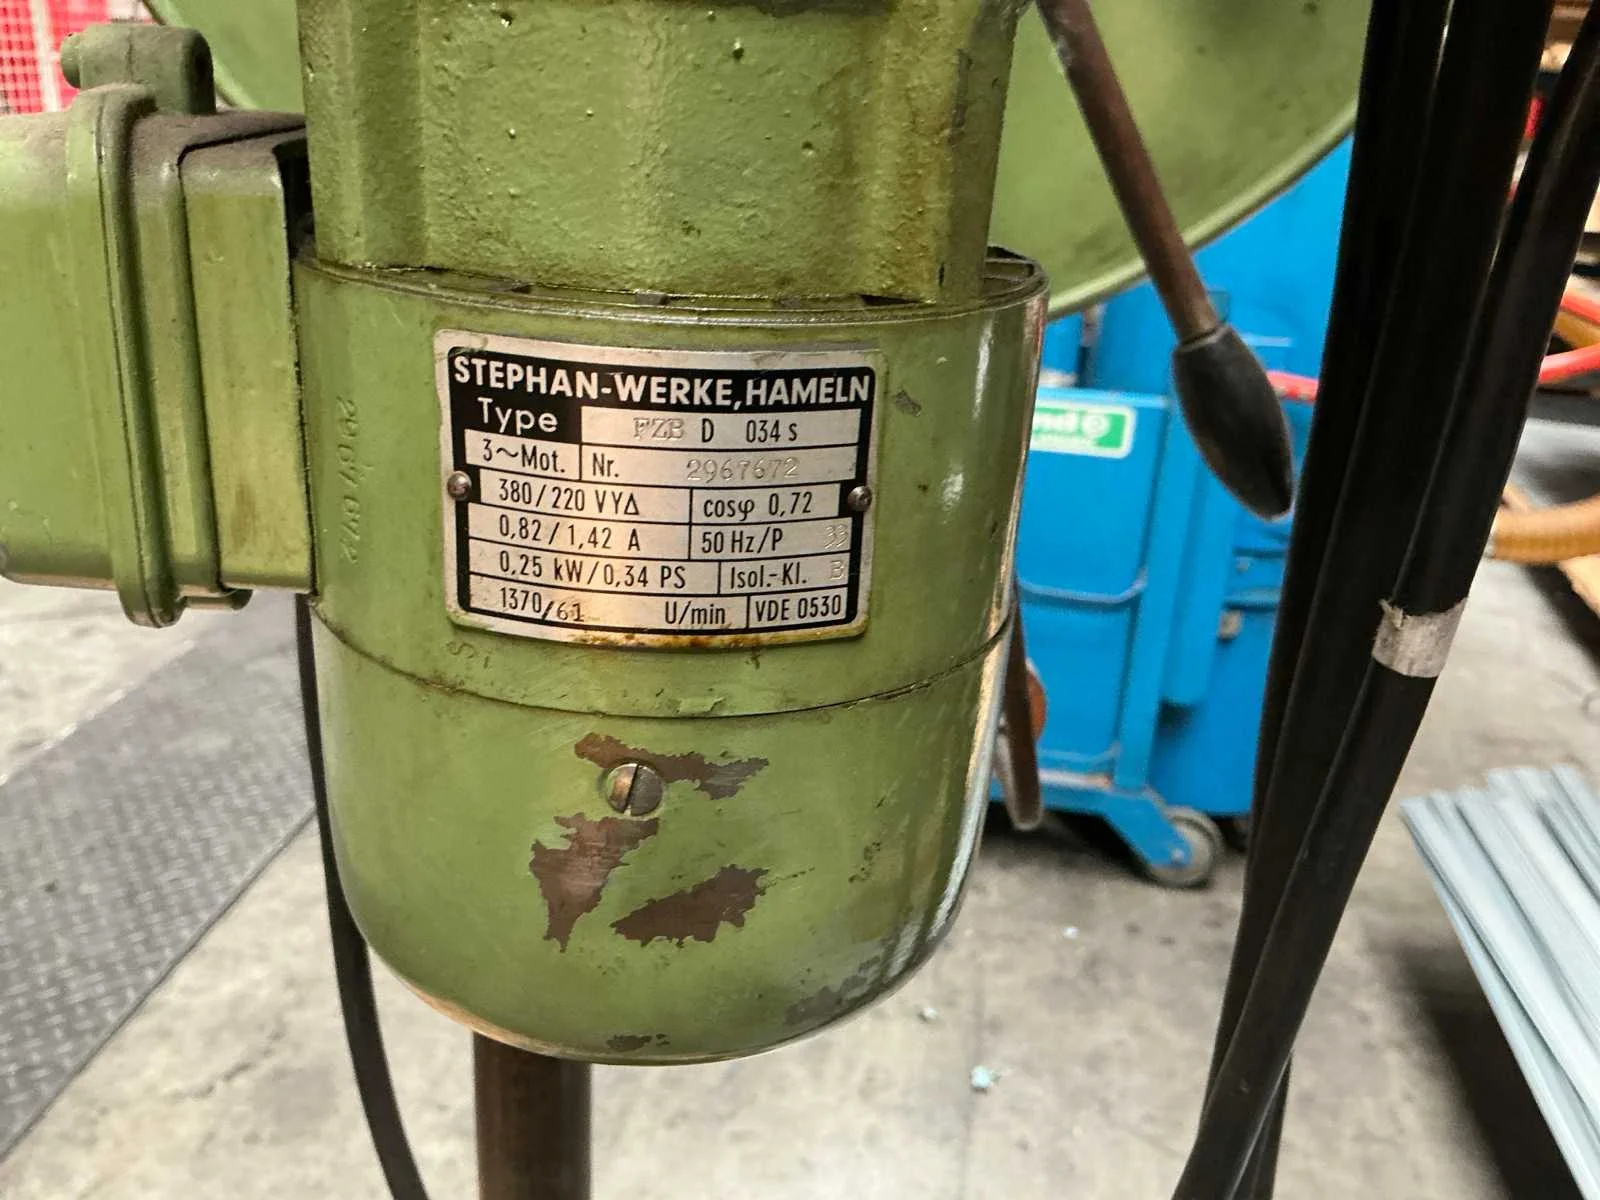 STEPHAN-WERKE, HAMELN
Type FZB D 034 s
3~Mot. Nr. 2967672
380/220 VYΔ cosφ 0,72
0,82/1,42 A 50 Hz/P 33
0,25 kW/0,34 PS Isol.-Kl. B
1370/61 U/min VDE 0530